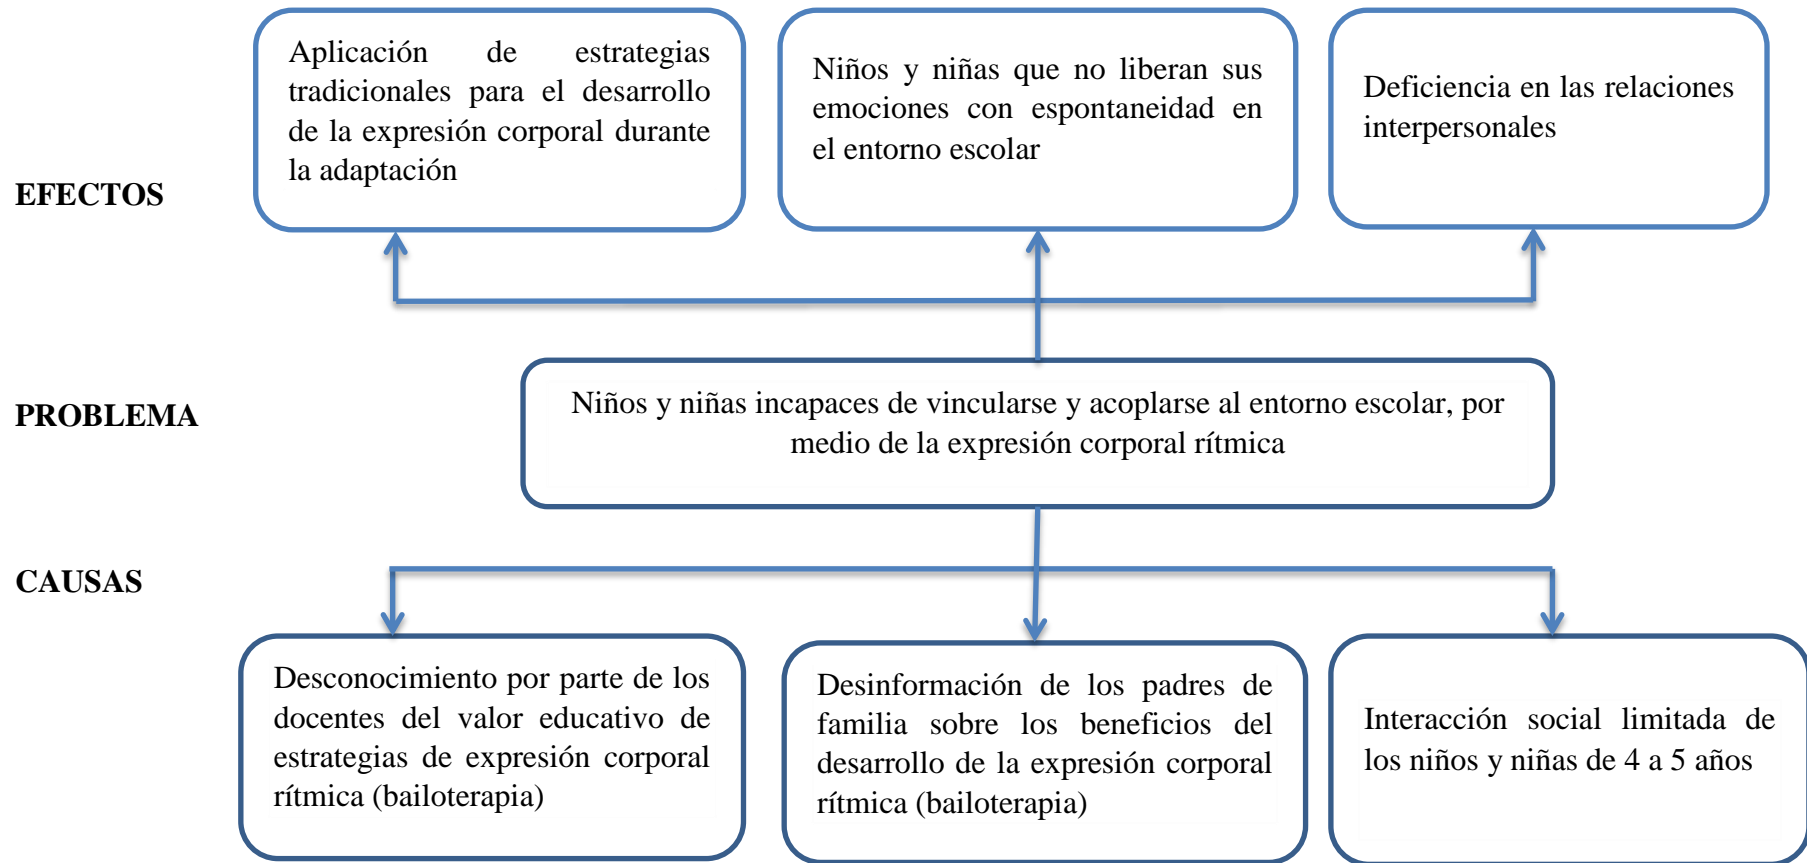 Aplicación de estrategias
tradicionales para el desarrollo
de la expresión corporal durante
la adaptación
Niños y niñas que no liberan sus
emociones con espontaneidad en
el entorno escolar
Deficiencia en las relaciones
interpersonales
EFECTOS
PROBLEMA
Niños y niñas incapaces de vincularse y acoplarse al entorno escolar, por
medio de la expresión corporal rítmica
CAUSAS
Desconocimiento por parte de los
docentes del valor educativo de
estrategias de expresión corporal
rítmica (bailoterapia)
Desinformación de los padres de
familia sobre los beneficios del
desarrollo de la expresión corporal
rítmica (bailoterapia)
Interacción social limitada de
los niños y niñas de 4 a 5 años